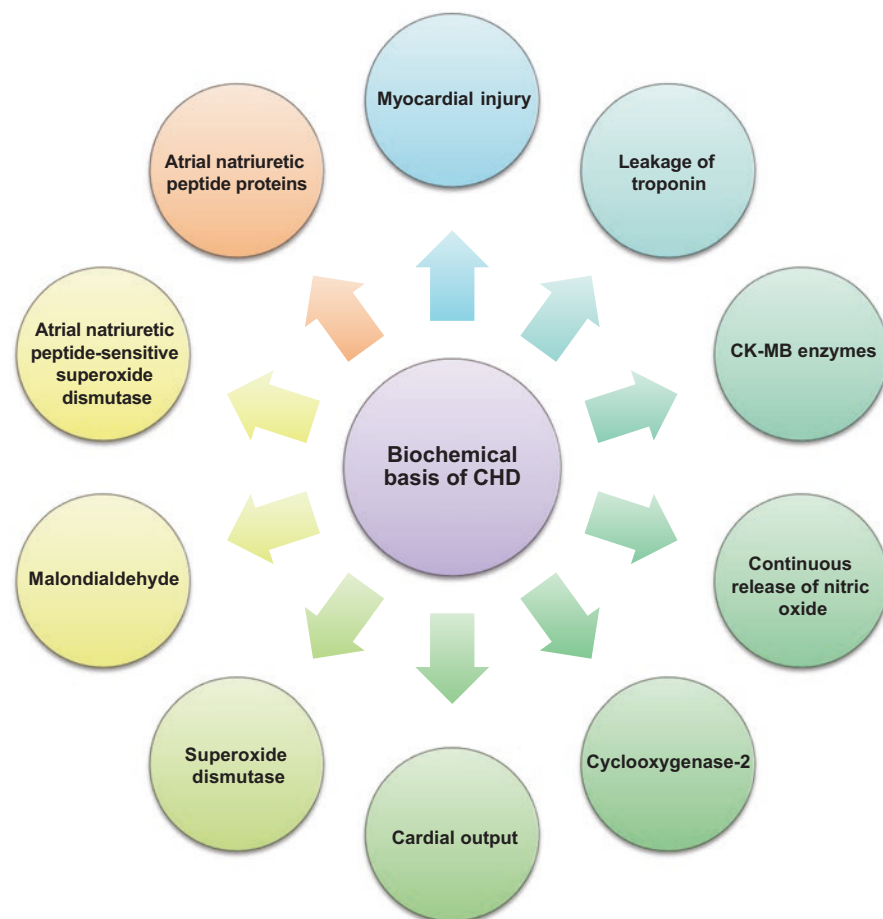 Myocardial injury
Leakage of
troponin
CK-MB enzymes
Continuous
release of nitric
oxide
Cyclooxygenase-2
Cardial output
Superoxide
dismutase
Malondialdehyde
Atrial natriuretic
peptide-sensitive
superoxide
dismutase
Atrial natriuretic
peptide proteins
Biochemical
basis of CHD